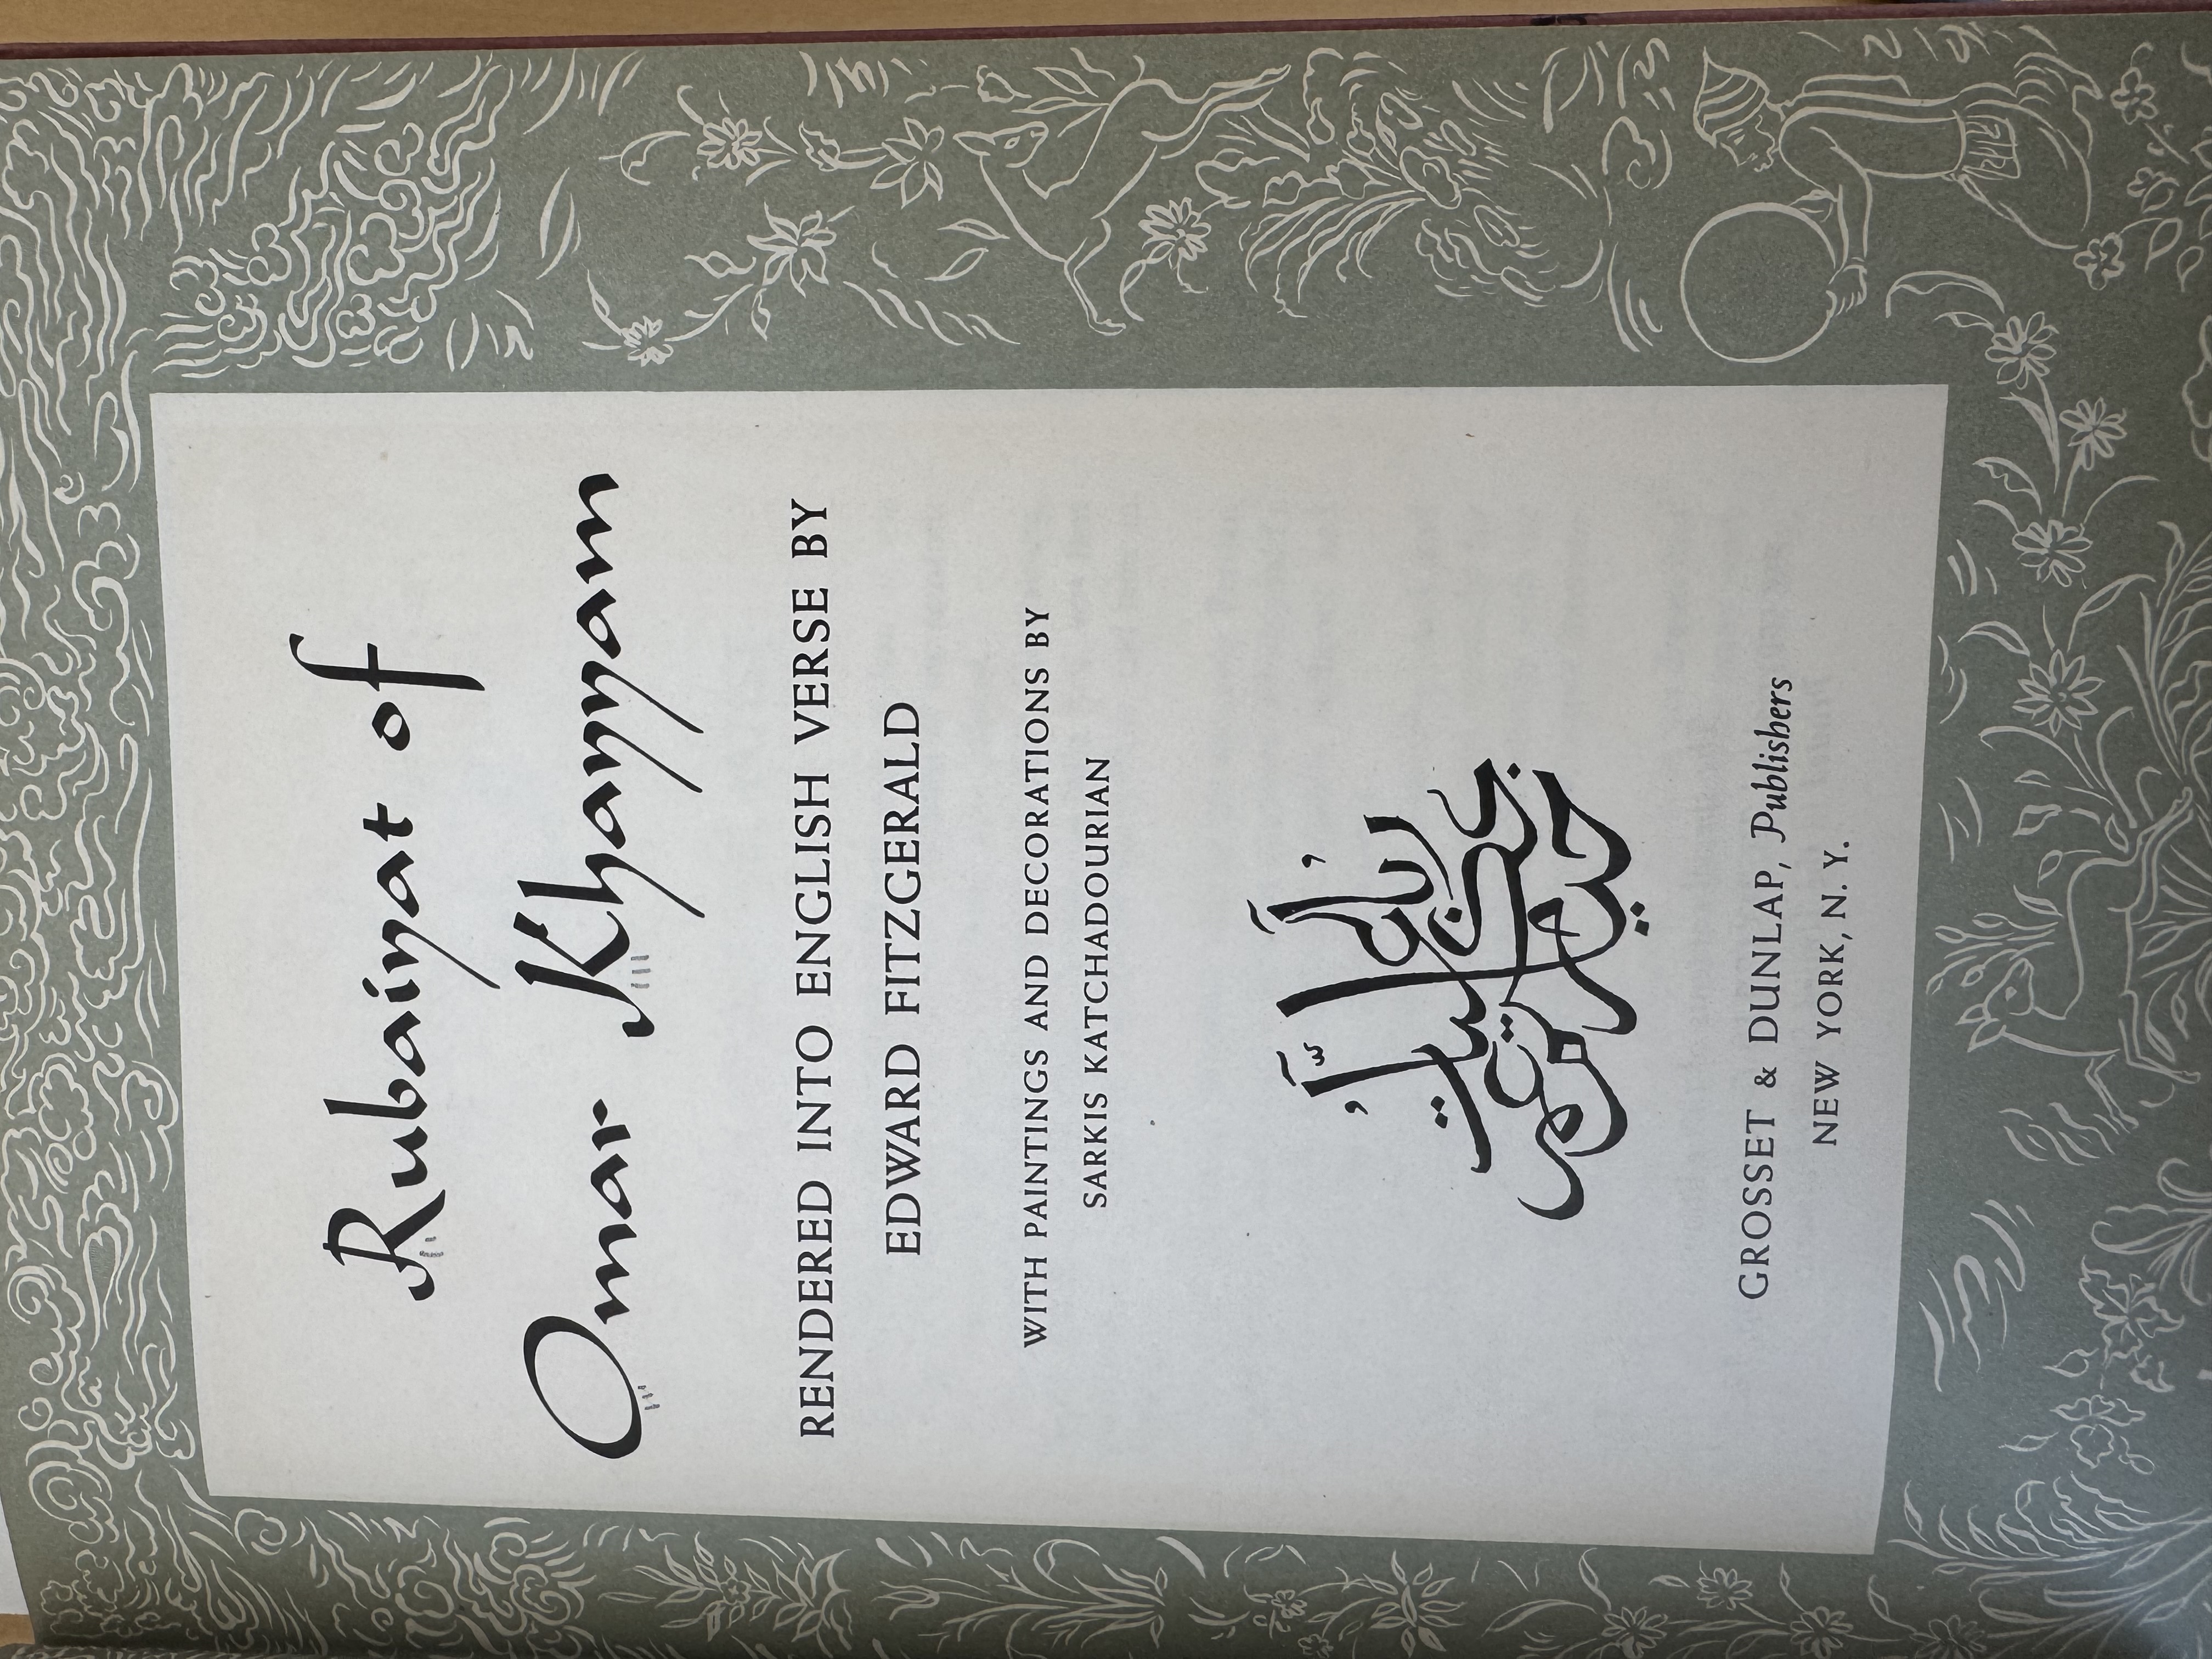 Rubaiyat of
Omar Khayyam
RENDERED INTO ENGLISH VERSE BY
EDWARD FITZGERALD
WITH PAINTINGS AND DECORATIONS BY
SARKIS KATCHADOURIAN
GROSSET & DUNLAP, Publishers
NEW YORK, N. Y.